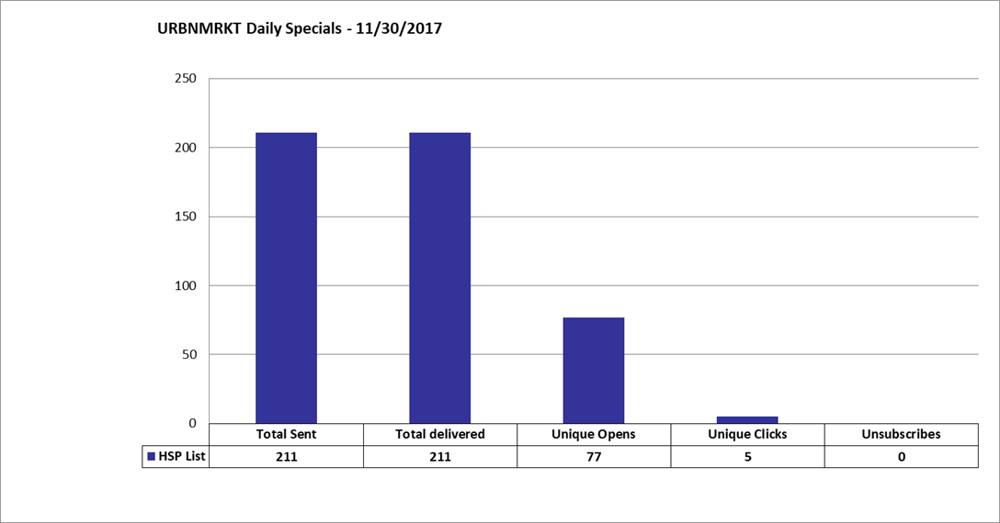 URBNMRKT Daily Specials - 11/30/2017
250
200
150
100
50
0
Total Sent Total delivered Unique Opens Unique Clicks Unsubscribes
HSP List 211 211 77 5 0